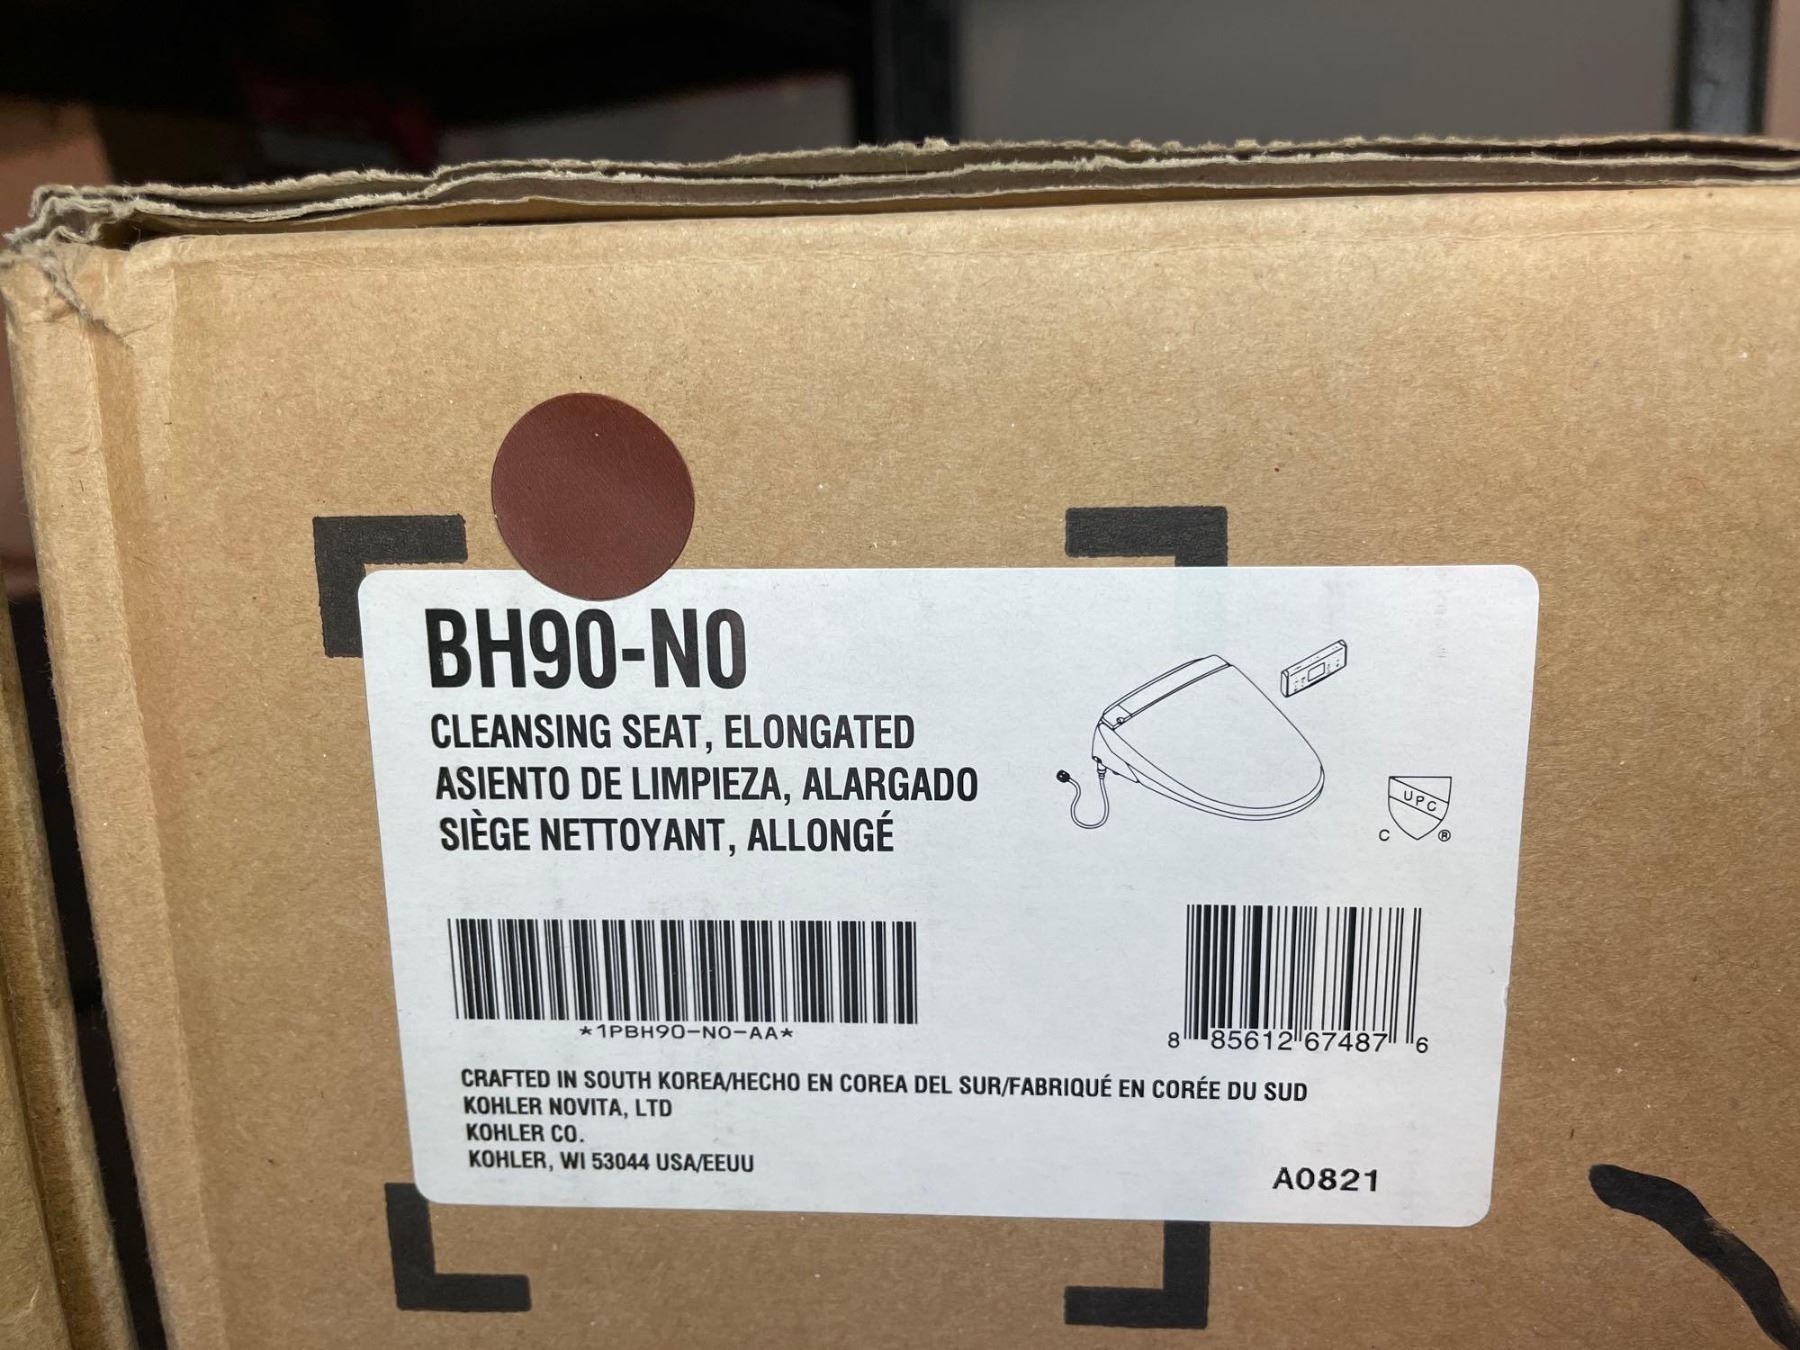 BH90-N0
CLEANSING SEAT, ELONGATED
ASIENTO DE LIMPIEZA, ALARGADO
SIÈGE NETTOYANT, ALLONGÉ
UPC
C ®
*1PBH90-N0-AA*
8 85612 67487 6
CRAFTED IN SOUTH KOREA/HECHO EN COREA DEL SUR/FABRIQUÉ EN CORÉE DU SUD
KOHLER NOVITA, LTD
KOHLER CO.
KOHLER, WI 53044 USA/EEUU
A0821